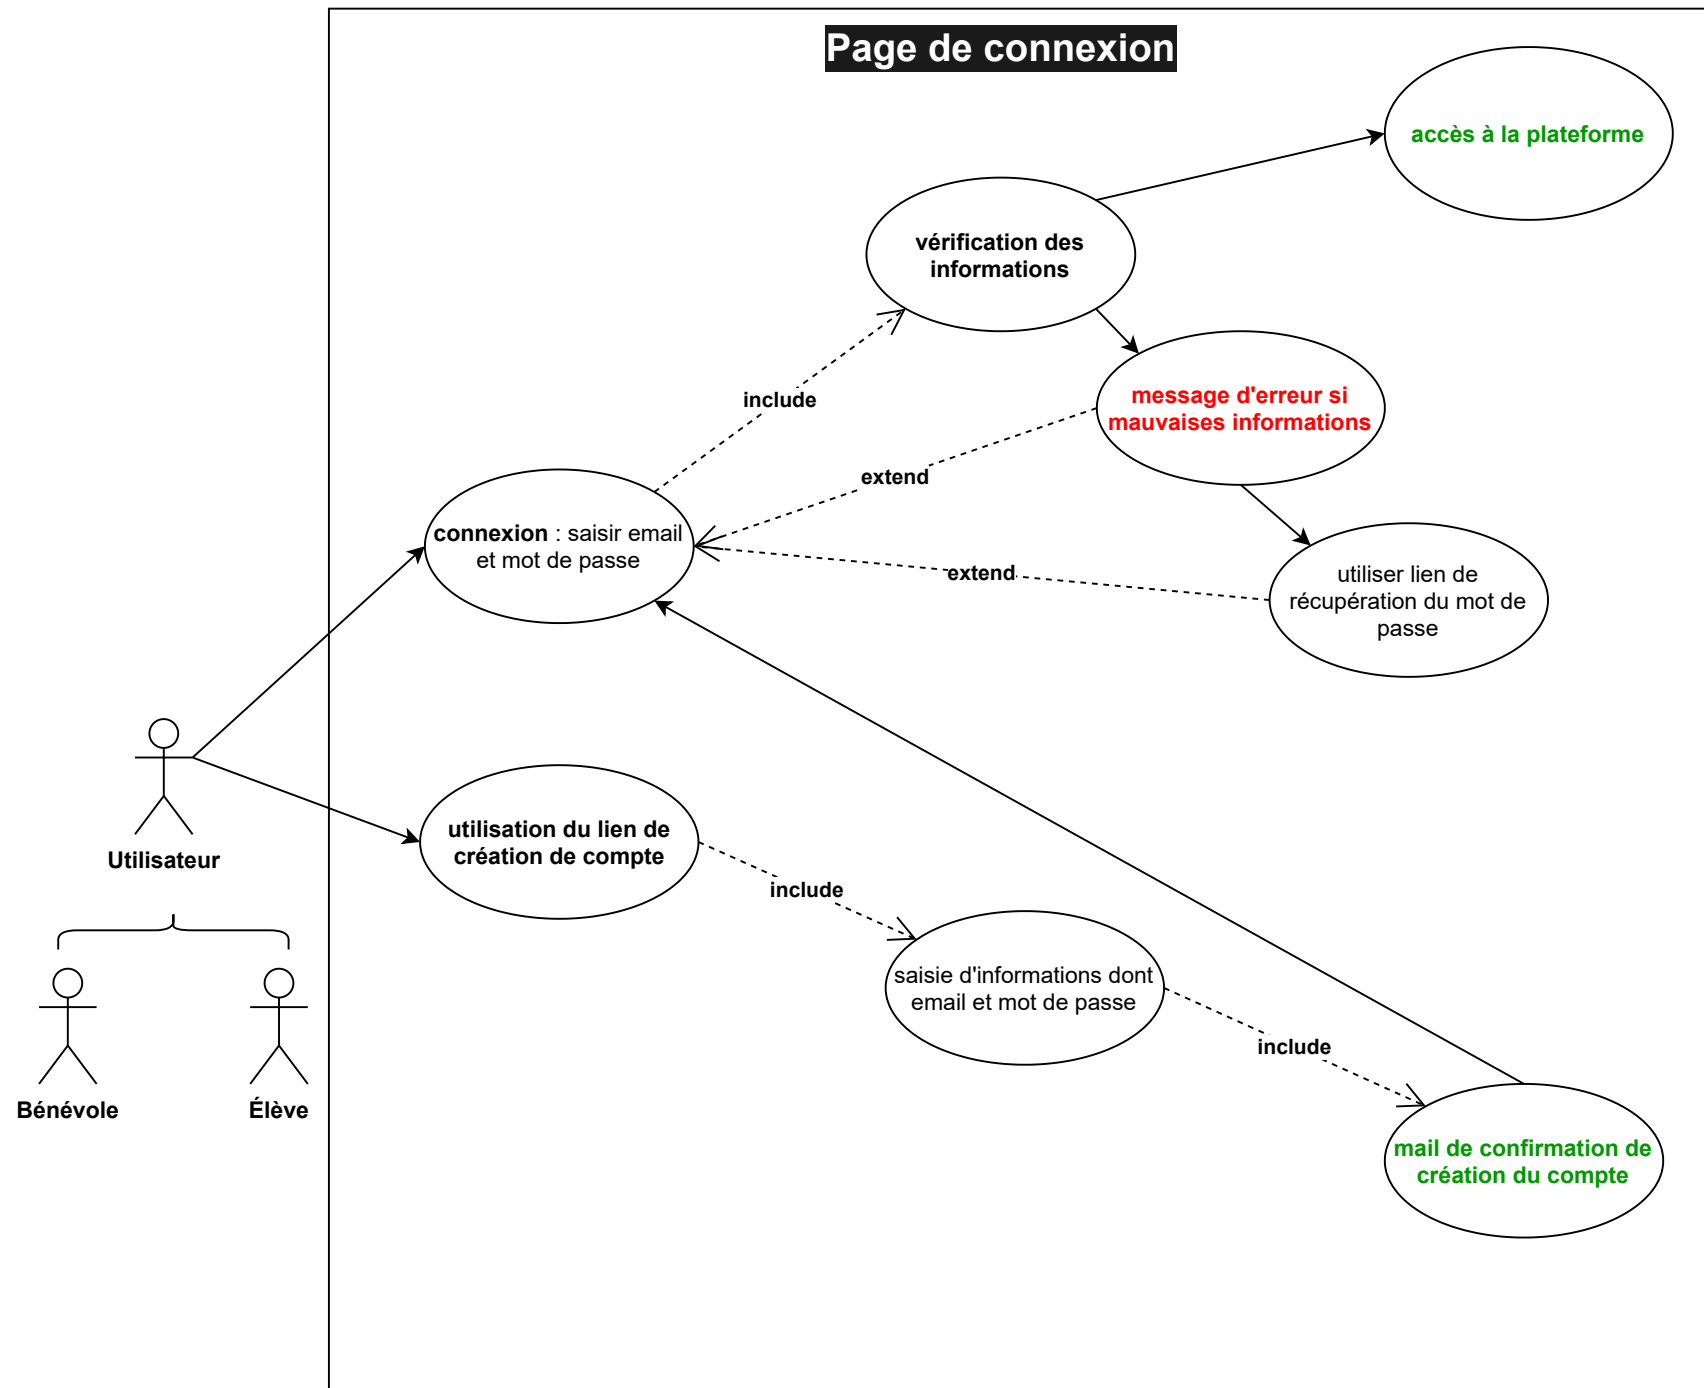 Page de connexion
accès à la plateforme
vérification des
informations
message d'erreur si
mauvaises informations
include
extend
connexion : saisir email
et mot de passe
extend
utiliser lien de
récupération du mot de
passe
Utilisateur
utilisation du lien de
création de compte
include
saisie d'informations dont
email et mot de passe
include
Bénévole
Élève
mail de confirmation de
création du compte